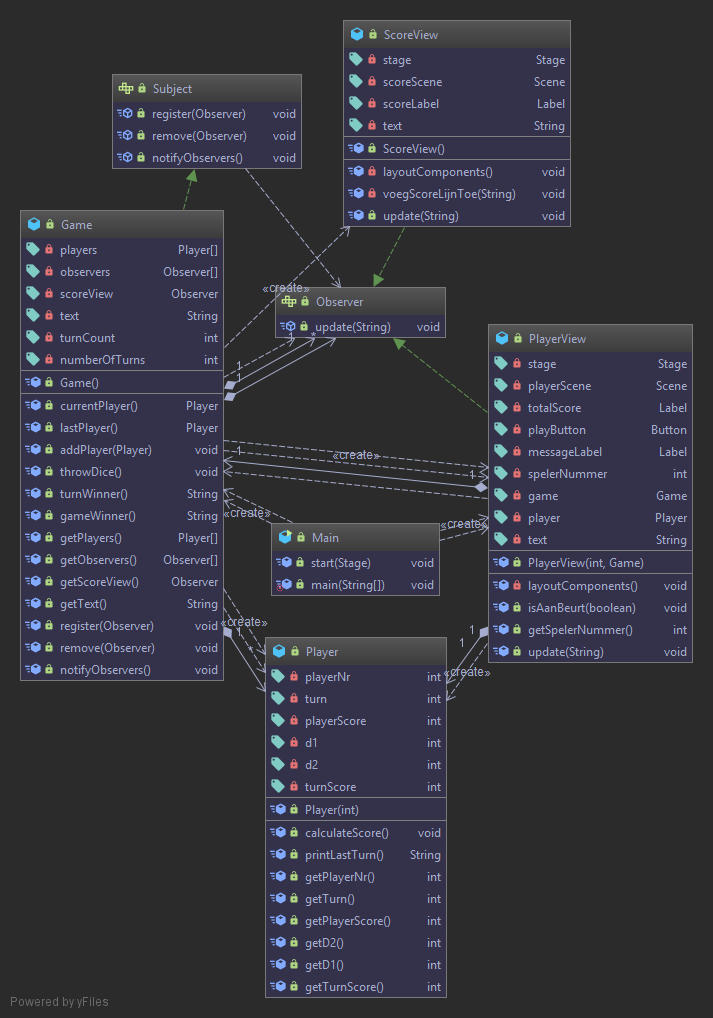 ScoreView
stage Stage
scoreScene Scene
scoreLabel Label
text String
ScoreView()
layoutComponents() void
voegScoreLijnToe(String) void
update(String) void
Subject
register(Observer) void
remove(Observer) void
notifyObservers() void
Game
players Player[]
observers Observer[]
scoreView Observer
text String
turnCount int
numberOfTurns int
Game()
currentPlayer() Player
lastPlayer() Player
addPlayer(Player) void
throwDice() void
turnWinner() String
gameWinner() String
getPlayers() Player[]
getObservers() Observer[]
getScoreView() Observer
getText() String
register(Observer) void
remove(Observer) void
notifyObservers() void
«create»
Observer
update(String) void
1
*
1
1
PlayerView
stage Stage
playerScene Scene
totalScore Label
playButton Button
messageLabel Label
spelerNummer int
game Game
player Player
text String
PlayerView(int, Game)
layoutComponents() void
isAanBeurt(boolean) void
getSpelerNummer() int
update(String) void
«create»
1
1
«create»
«create»
Main
start(Stage) void
main(String[]) void
«create»
1
*
1
1
«create»
Player
playerNr int
turn int
playerScore int
d1 int
d2 int
turnScore int
Player(int)
calculateScore() void
printLastTurn() String
getPlayerNr() int
getTurn() int
getPlayerScore() int
getD2() int
getD1() int
getTurnScore() int
Powered by yFiles